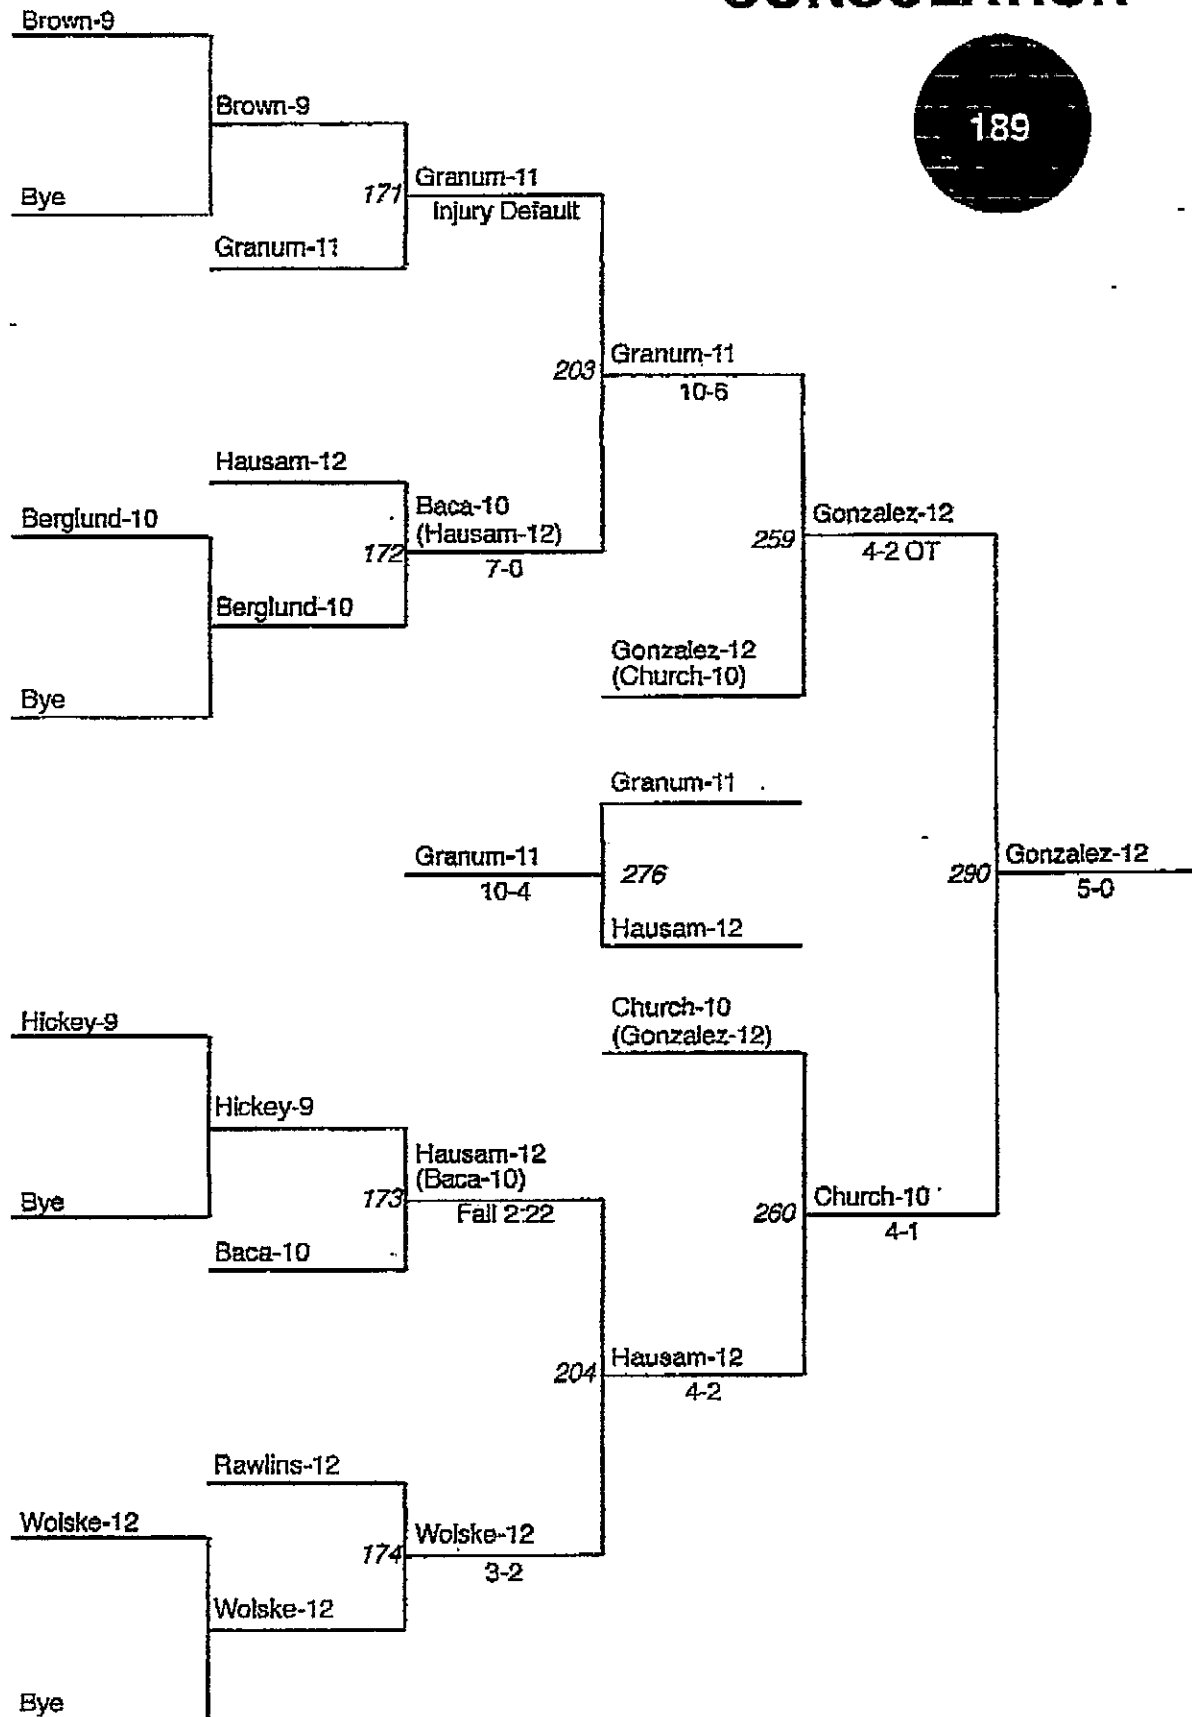 Brown-9
Brown-9
189
Bye
171
Granum-11
Injury Default
Granum-11
203
Granum-11
10-6
Hausam-12
Berglund-10
172
Baca-10
(Hausam-12)
7-0
259
Gonzalez-12
4-2 OT
Berglund-10
Bye
Gonzalez-12
(Church-10)
Granum-11
Granum-11
10-4
276
290
Gonzalez-12
5-0
Hausam-12
Hickey-9
Church-10
(Gonzalez-12)
Hickey-9
Bye
173
Hausam-12
(Baca-10)
Fall 2:22
260
Church-10
4-1
Baca-10
204
Hausam-12
4-2
Rawlins-12
Wolske-12
174
Wolske-12
3-2
Wolske-12
Bye